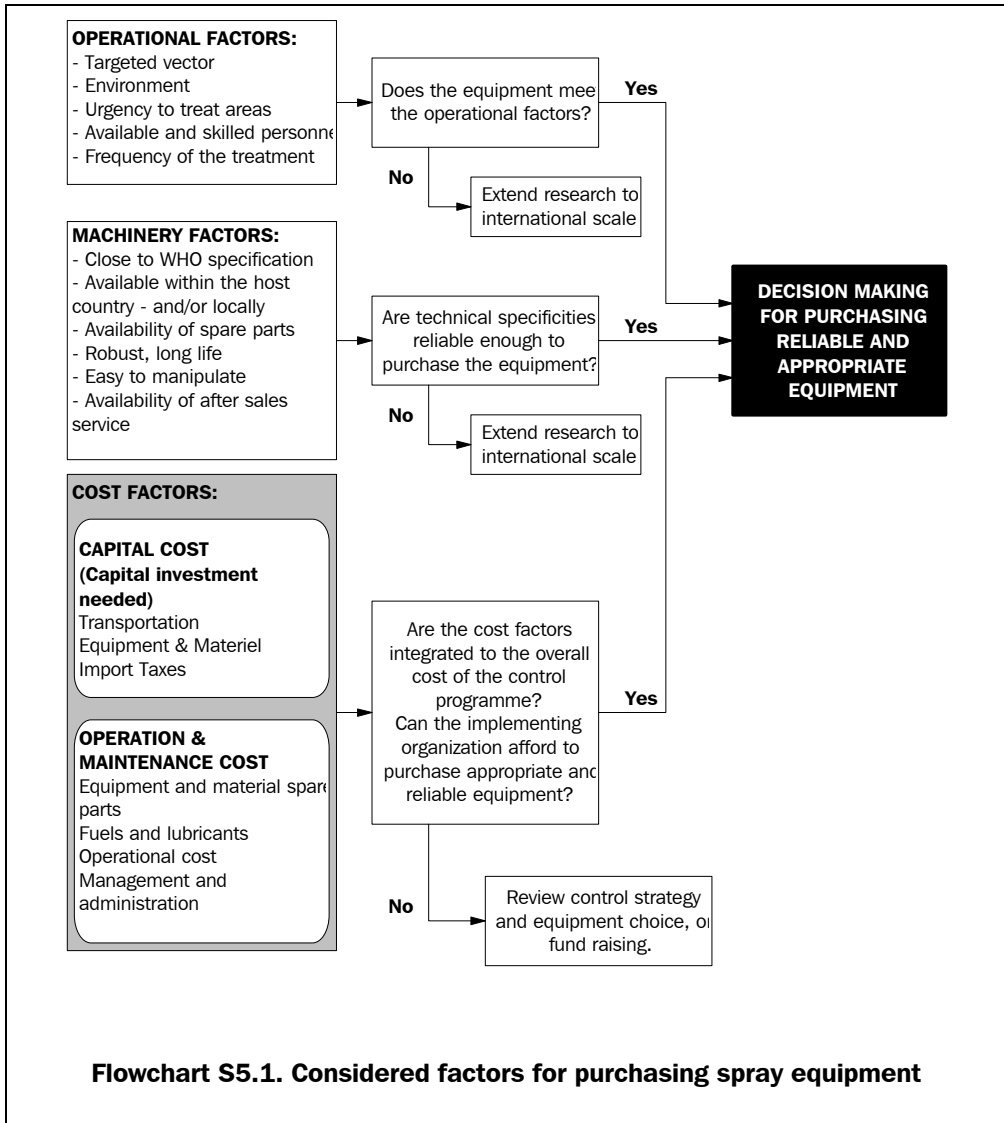 OPERATIONAL FACTORS:
- Targeted vector
- Environment
- Urgency to treat areas
- Available and skilled personne
- Frequency of the treatment
Does the equipment mee
the operational factors?
Yes
No
Extend research to
international scale
MACHINERY FACTORS:
- Close to WHO specification
- Available within the host
country - and/or locally
- Availability of spare parts
- Robust, long life
- Easy to manipulate
- Availability of after sales
service
Are technical specificities
reliable enough to
purchase the equipment?
Yes
No
Extend research to
international scale
DECISION MAKING
FOR PURCHASING
RELIABLE AND
APPROPRIATE
EQUIPMENT
COST FACTORS:
CAPITAL COST
(Capital investment
needed)
Transportation
Equipment & Materiel
Import Taxes
OPERATION &
MAINTENANCE COST
Equipment and material spare
parts
Fuels and lubricants
Operational cost
Management and
administration
Are the cost factors
integrated to the overall
cost of the control
programme?
Can the implementing
organization afford to
purchase appropriate and
reliable equipment?
Yes
No
Review control strategy
and equipment choice, or
fund raising.
Flowchart S5.1. Considered factors for purchasing spray equipment